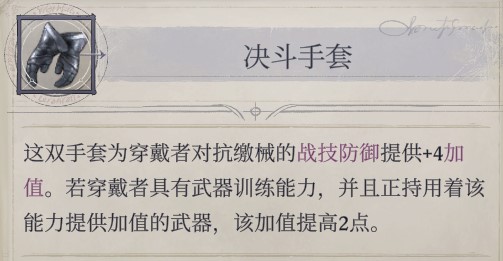 决斗手套
这双手套为穿戴者对抗缴械的战技防御提供+4加
值。若穿戴者具有武器训练能力，并且正持用着该
能力提供加值的武器，该加值提高2点。